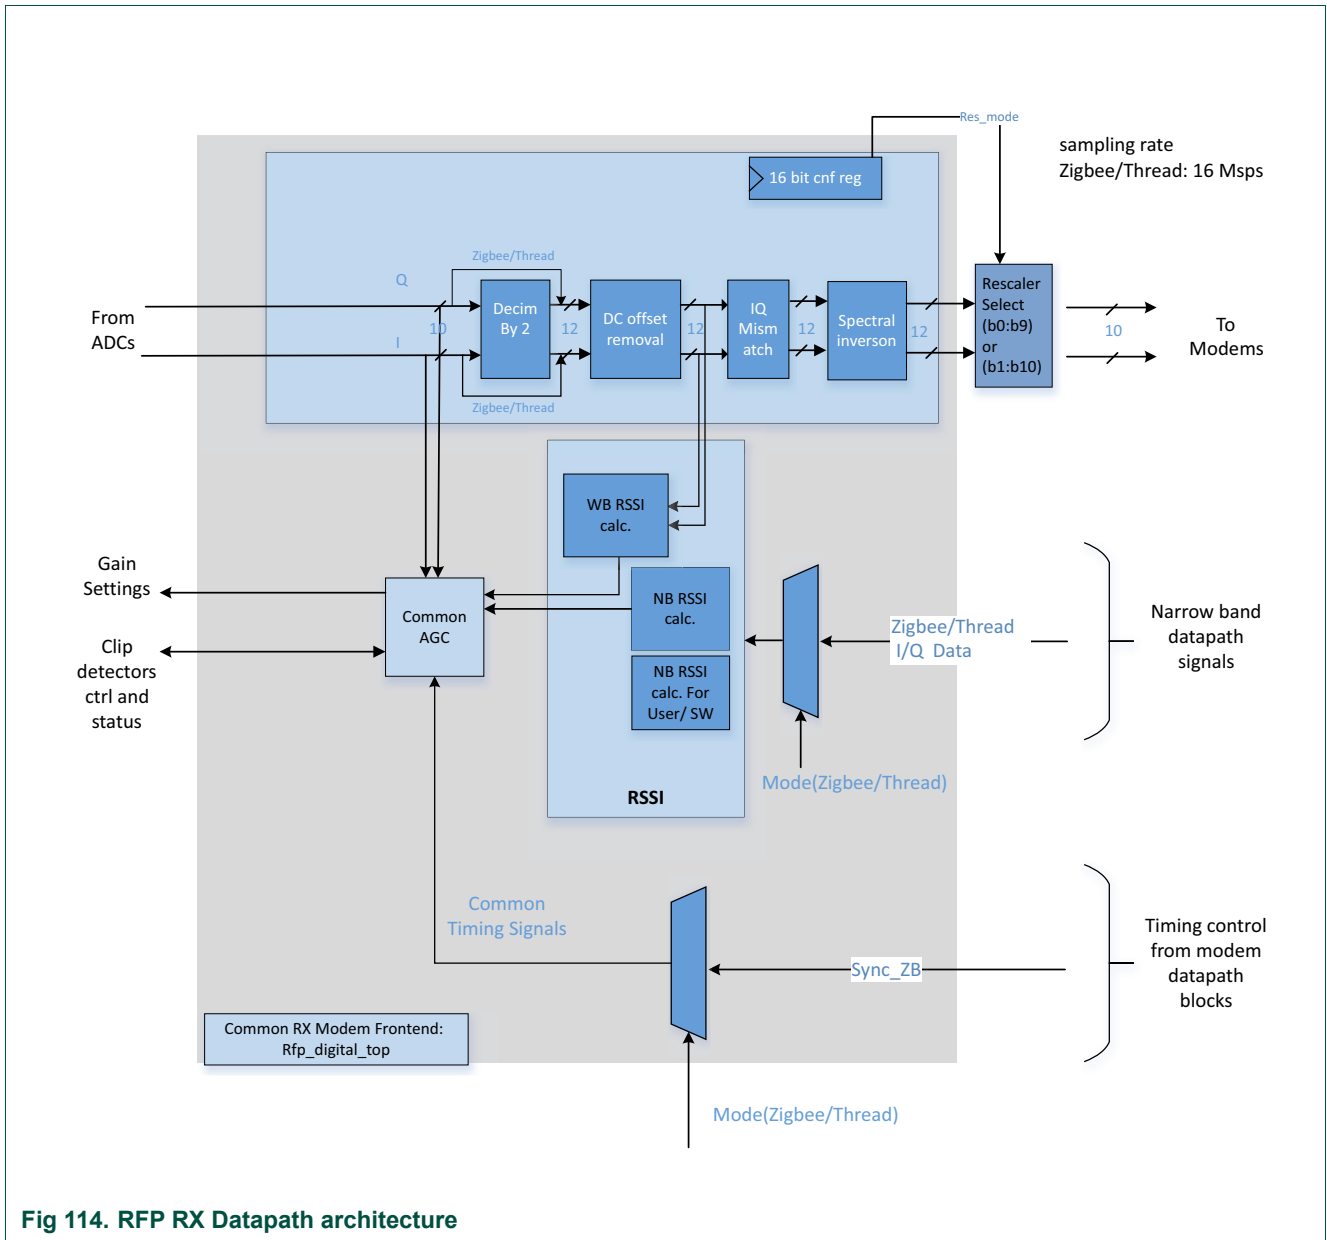 Res_mode
sampling rate
Zigbee/Thread: 16 Msps
16 bit cnf reg
Zigbee/Thread
Q
10
I
From
ADCs
Decim
By 2
12
DC offset
removal
12
IQ
Mism
atch
12
Spectral
inverson
12
Rescaler
Select
(b0:b9)
or
(b1:b10)
10
To
Modems
Zigbee/Thread
WB RSSI
calc.
Gain
Settings
Common
AGC
NB RSSI
calc.
Zigbee/Thread
I/Q Data
Narrow band
datapath
signals
Clip
detectors
ctrl and
status
NB RSSI
calc. For
User/ SW
Mode(Zigbee/Thread)
RSSI
Common
Timing Signals
Sync_ZB
Timing control
from modem
datapath
blocks
Common RX Modem Frontend:
Rfp_digital_top
Mode(Zigbee/Thread)
Fig 114. RFP RX Datapath architecture